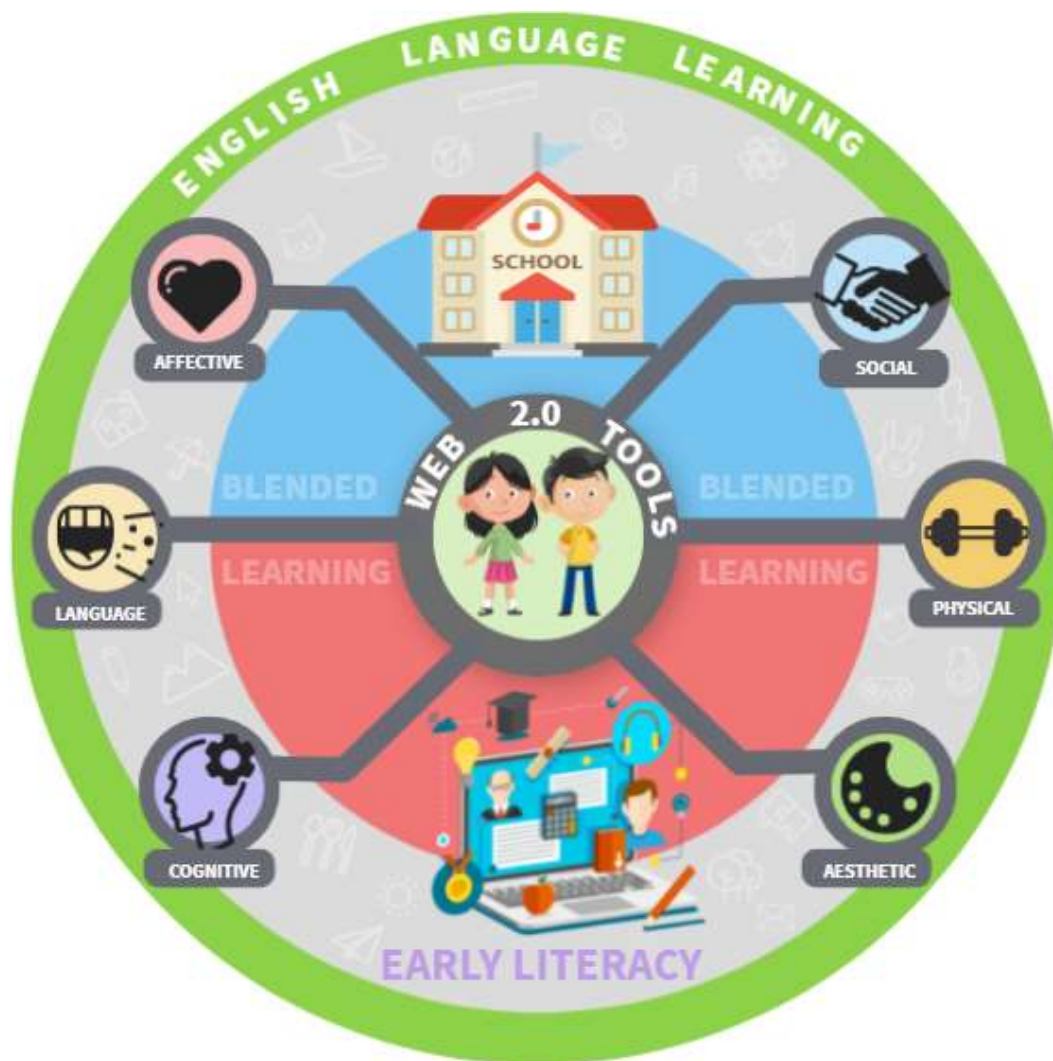 ENGLISH LANGUAGE LEARNING
SCHOOL
AFFECTIVE
SOCIAL
WEB 2.0 TOOLS
BLENDED
BLENDED
LEARNING
LEARNING
LANGUAGE
PHYSICAL
COGNITIVE
AESTHETIC
EARLY LITERACY